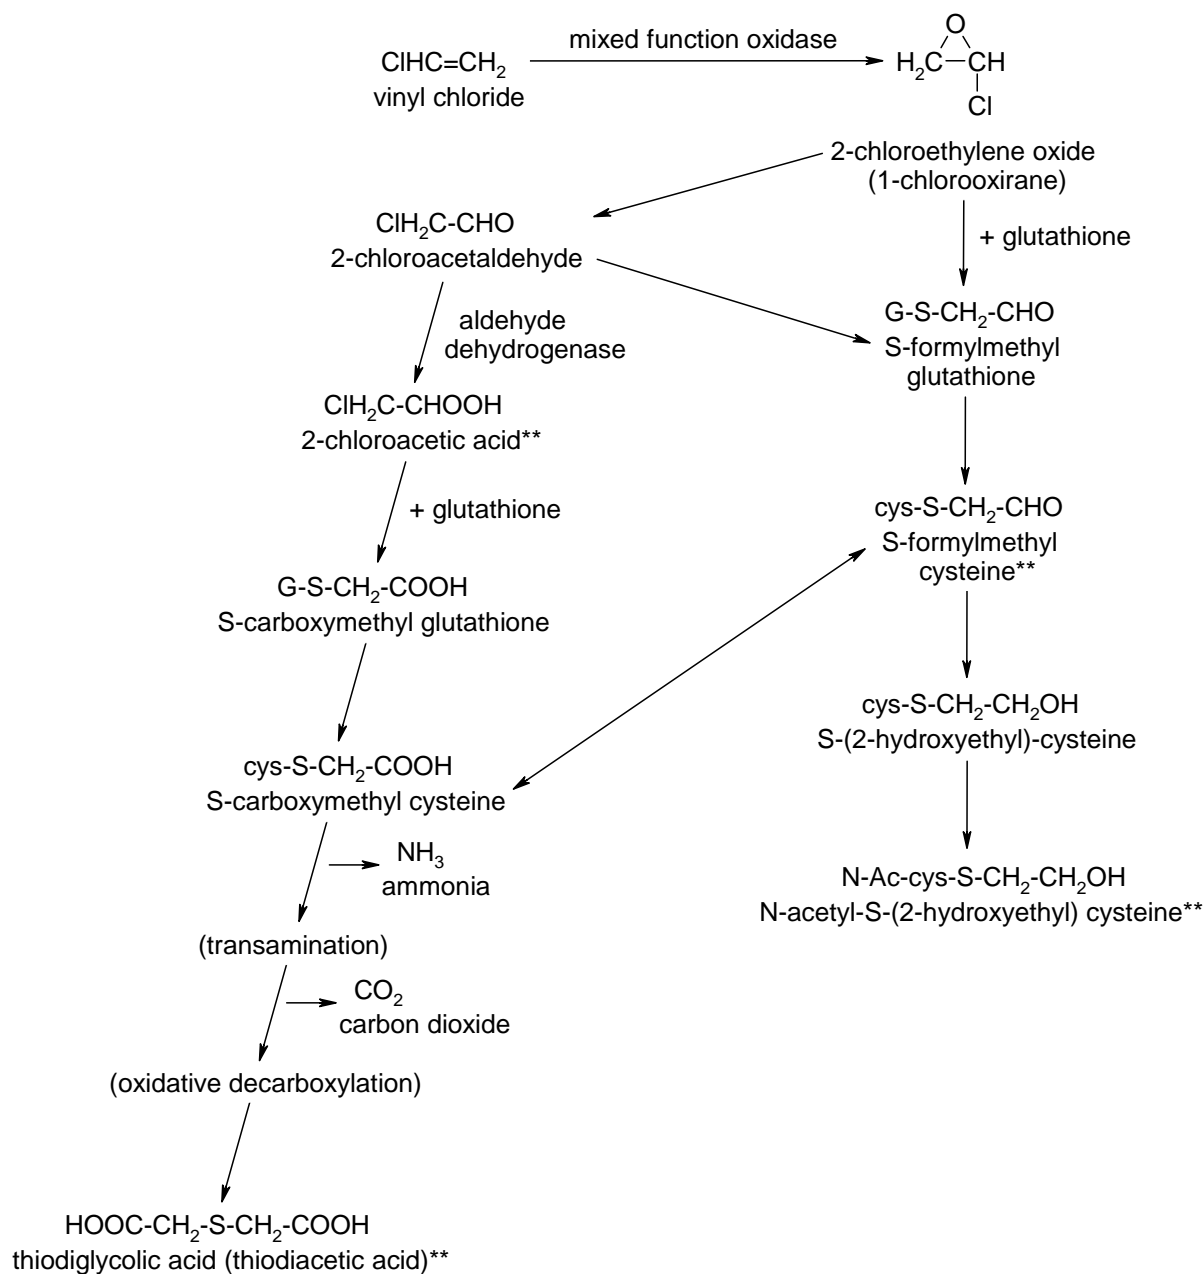 mixed function oxidase
ClHC=CH2
vinyl chloride
O
H2C CH
Cl
2-chloroethylene oxide
(1-chlorooxirane)
ClH2C-CHO
2-chloroacetaldehyde
+ glutathione
G-S-CH2-CHO
S-formylmethyl
glutathione
aldehyde
dehydrogenase
ClH2C-CHOOH
2-chloroacetic acid**
+ glutathione
cys-S-CH2-CHO
S-formylmethyl
cysteine**
G-S-CH2-COOH
S-carboxymethyl glutathione
cys-S-CH2-CH2OH
S-(2-hydroxyethyl)-cysteine
cys-S-CH2-COOH
S-carboxymethyl cysteine
NH3
ammonia
N-Ac-cys-S-CH2-CH2OH
N-acetyl-S-(2-hydroxyethyl) cysteine**
(transamination)
CO2
carbon dioxide
(oxidative decarboxylation)
HOOC-CH2-S-CH2-COOH
thiodiglycolic acid (thiodiacetic acid)**